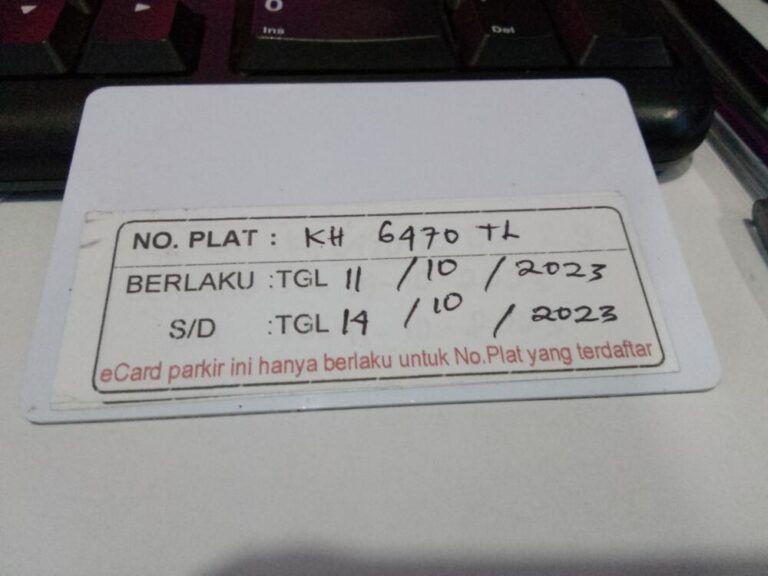 0
Ins
Del
NO. PLAT : KH 6470 TL
BERLAKU :TGL 11 / 10 / 2023
S/D :TGL 14 / 10 / 2023
eCard parkir ini hanya berlaku untuk No.Plat yang terdaftar